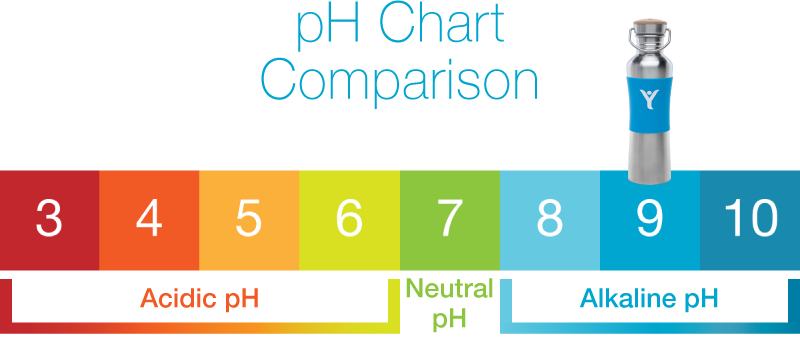 pH Chart
Comparison
3 4 5 6 7 8 9 10
Acidic pH
Neutral
pH
Alkaline pH